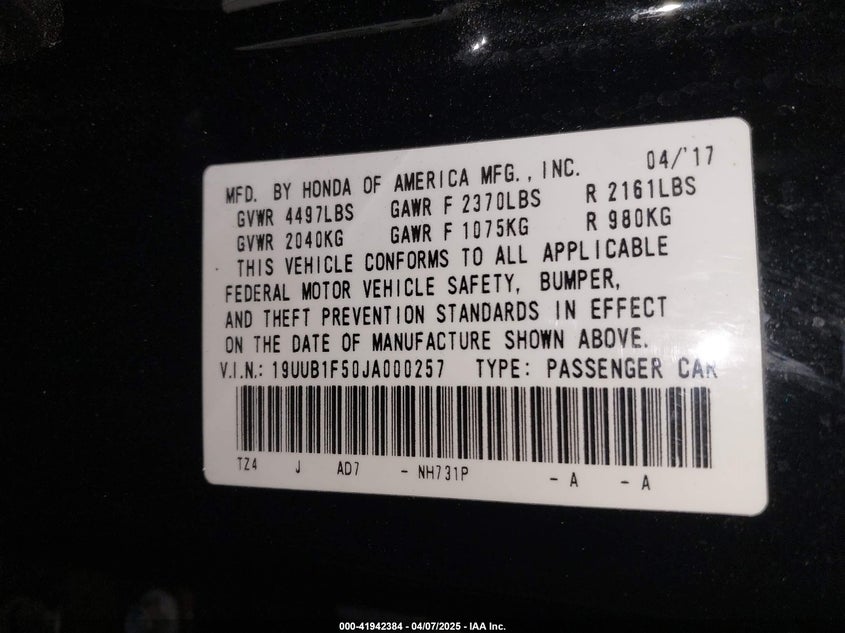 MFD. BY HONDA OF AMERICA MFG., INC. 04/'17
GVWR 4497LBS GAWR F 2370LBS R 2161LBS
GVWR 2040KG GAWR F 1075KG R 980KG
THIS VEHICLE CONFORMS TO ALL APPLICABLE
FEDERAL MOTOR VEHICLE SAFETY, BUMPER,
AND THEFT PREVENTION STANDARDS IN EFFECT
ON THE DATE OF MANUFACTURE SHOWN ABOVE.
V.I.N.: 19UUB1F50JA000257 TYPE: PASSENGER CAR
TZ4 J AD7 - NH731P - A - A
000-41942384 - 04/07/2025 - IAA Inc.